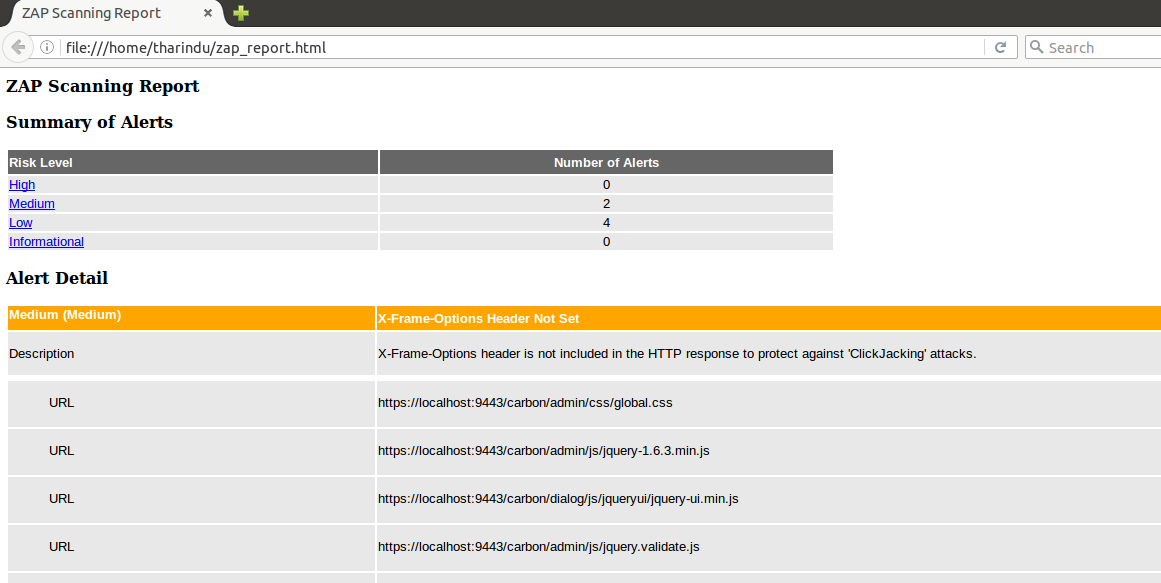 ZAP Scanning Report
file:///home/tharindu/zap_report.html
Search
ZAP Scanning Report
Summary of Alerts
Risk Level Number of Alerts
High 0
Medium 2
Low 4
Informational 0
Alert Detail
Medium (Medium) X-Frame-Options Header Not Set
Description X-Frame-Options header is not included in the HTTP response to protect against 'ClickJacking' attacks.
URL https://localhost:9443/carbon/admin/css/global.css
URL https://localhost:9443/carbon/admin/js/jquery-1.6.3.min.js
URL https://localhost:9443/carbon/dialog/js/jqueryui/jquery-ui.min.js
URL https://localhost:9443/carbon/admin/js/jquery.validate.js